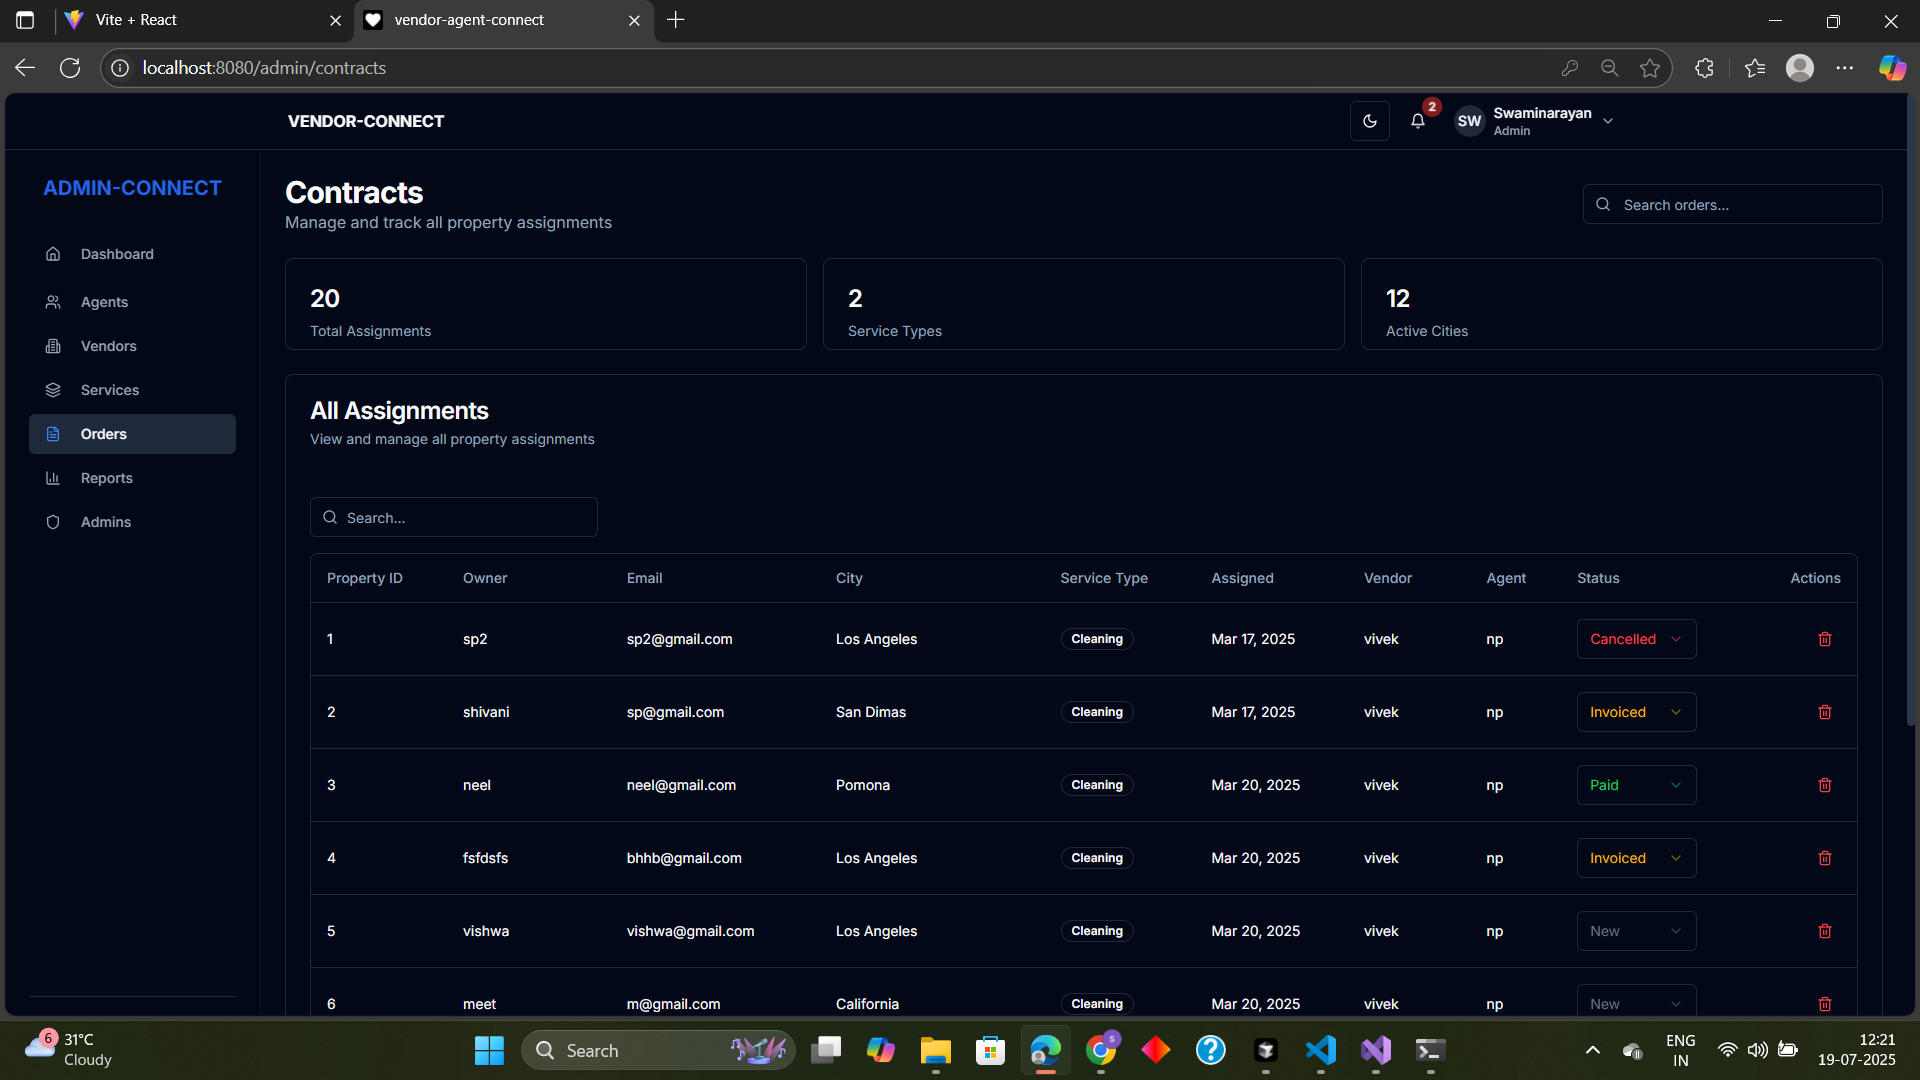 Vite + React
vendor-agent-connect
localhost:8080/admin/contracts
VENDOR-CONNECT
2
SW
Swaminarayan
Admin
ADMIN-CONNECT
Dashboard
Agents
Vendors
Services
Orders
Reports
Admins
Contracts
Manage and track all property assignments
Search orders...
20
Total Assignments
2
Service Types
12
Active Cities
All Assignments
View and manage all property assignments
Search...
Property ID Owner Email City Service Type Assigned Vendor Agent Status Actions
1 sp2 sp2@gmail.com Los Angeles Cleaning Mar 17, 2025 vivek np Cancelled
2 shivani sp@gmail.com San Dimas Cleaning Mar 17, 2025 vivek np Invoiced
3 neel neel@gmail.com Pomona Cleaning Mar 20, 2025 vivek np Paid
4 fsfdsfs bhhb@gmail.com Los Angeles Cleaning Mar 20, 2025 vivek np Invoiced
5 vishwa vishwa@gmail.com Los Angeles Cleaning Mar 20, 2025 vivek np New
6 meet m@gmail.com California Cleaning Mar 20, 2025 vivek np New
6
31°C
Cloudy
Search
s
ENG
IN
12:21
19-07-2025